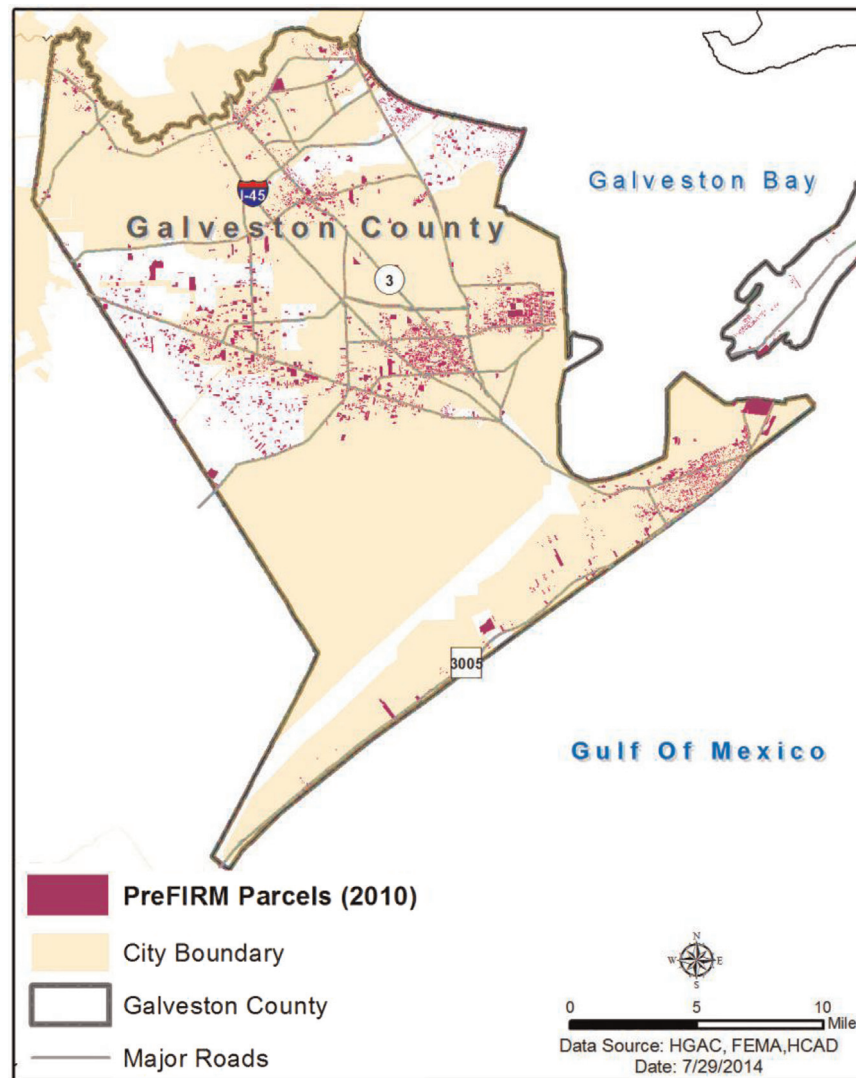 Galveston Bay
I-45
Galveston County
3
3005
Gulf Of Mexico
PreFIRM Parcels (2010)
City Boundary
Galveston County
Major Roads
N
W E
S
0 5 10
Mile
Data Source: HGAC, FEMA,HCAD
Date: 7/29/2014